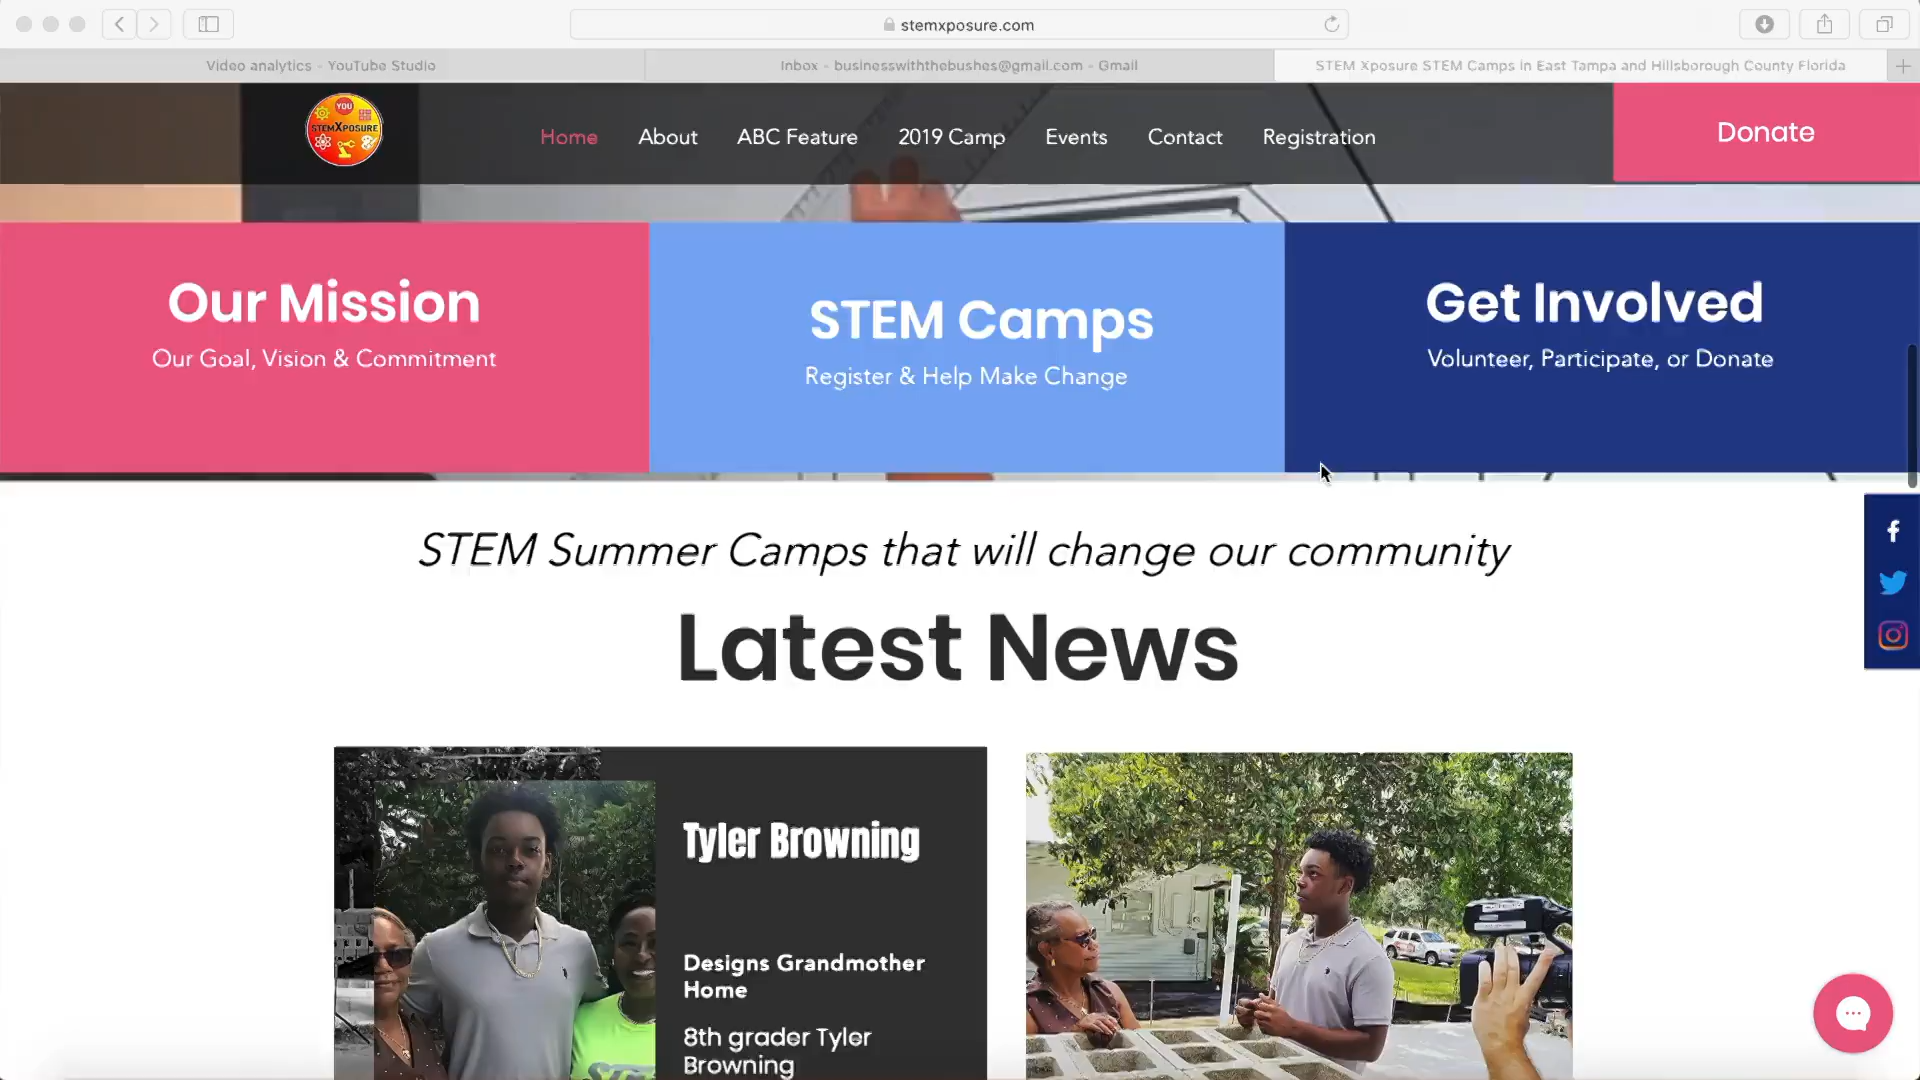 stemxposure.com
Video analytics - YouTube Studio
Inbox - businesswiththebushes@gmail.com - Gmail
STEM Xposure STEM Camps in East Tampa and Hillsborough County Florida
YOU
STEMXPOSURE
Home
About
ABC Feature
2019 Camp
Events
Contact
Registration
Donate
Our Mission
Our Goal, Vision & Commitment
STEM Camps
Register & Help Make Change
Get Involved
Volunteer, Participate, or Donate
STEM Summer Camps that will change our community
Latest News
Tyler Browning
Designs Grandmother
Home
8th grader Tyler
Browning